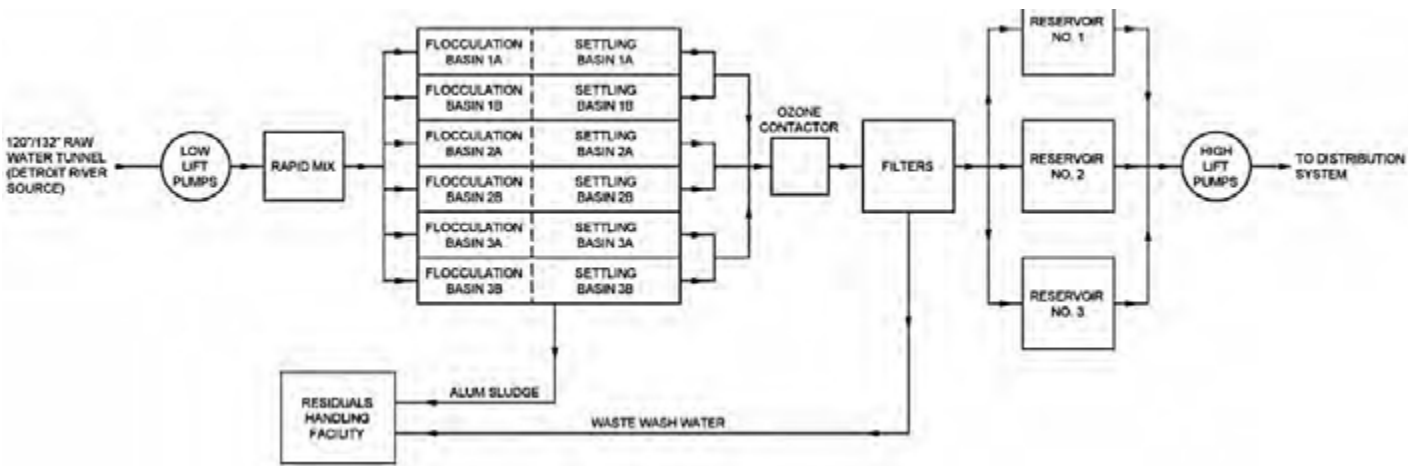 120"/132" RAW
WATER TUNNEL
(DETROIT RIVER
SOURCE)
LOW
LIFT
PUMPS
RAPID MIX
FLOCCULATION
BASIN 1A
SETTLING
BASIN 1A
FLOCCULATION
BASIN 1B
SETTLING
BASIN 1B
FLOCCULATION
BASIN 2A
SETTLING
BASIN 2A
FLOCCULATION
BASIN 2B
SETTLING
BASIN 2B
FLOCCULATION
BASIN 3A
SETTLING
BASIN 3A
FLOCCULATION
BASIN 3B
SETTLING
BASIN 3B
OZONE
CONTACTOR
FILTERS
RESERVOIR
NO. 1
RESERVOIR
NO. 2
RESERVOIR
NO. 3
HIGH
LIFT
PUMPS
TO DISTRIBUTION
SYSTEM
ALUM SLUDGE
WASTE WASH WATER
RESIDUALS
HANDLING
FACILITY